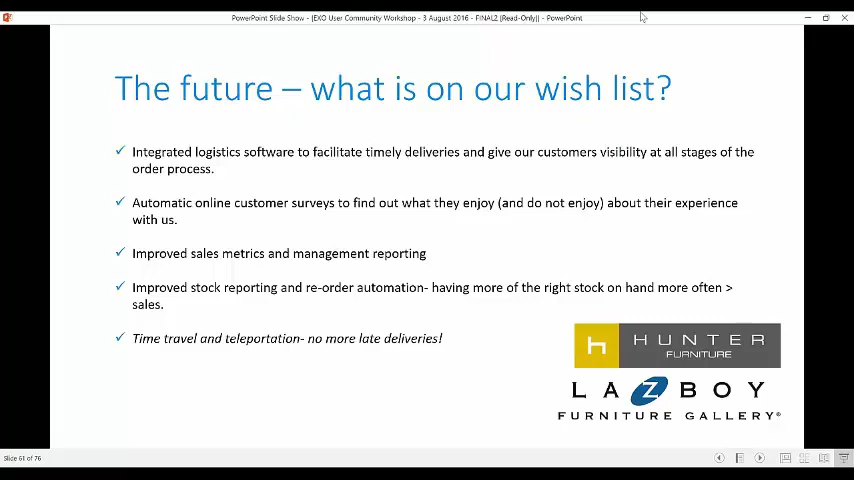 PowerPoint Slide Show - [EXO User Community Workshop - 3 August 2016 - FINAL2 [Read-Only]] - PowerPoint
The future – what is on our wish list?
Integrated logistics software to facilitate timely deliveries and give our customers visibility at all stages of the
order process.
Automatic online customer surveys to find out what they enjoy (and do not enjoy) about their experience
with us.
Improved sales metrics and management reporting
Improved stock reporting and re-order automation- having more of the right stock on hand more often >
sales.
Time travel and teleportation- no more late deliveries!
h HUNTER
FURNITURE
LAZBOY
FURNITURE GALLERY®
Slide 61 of 76